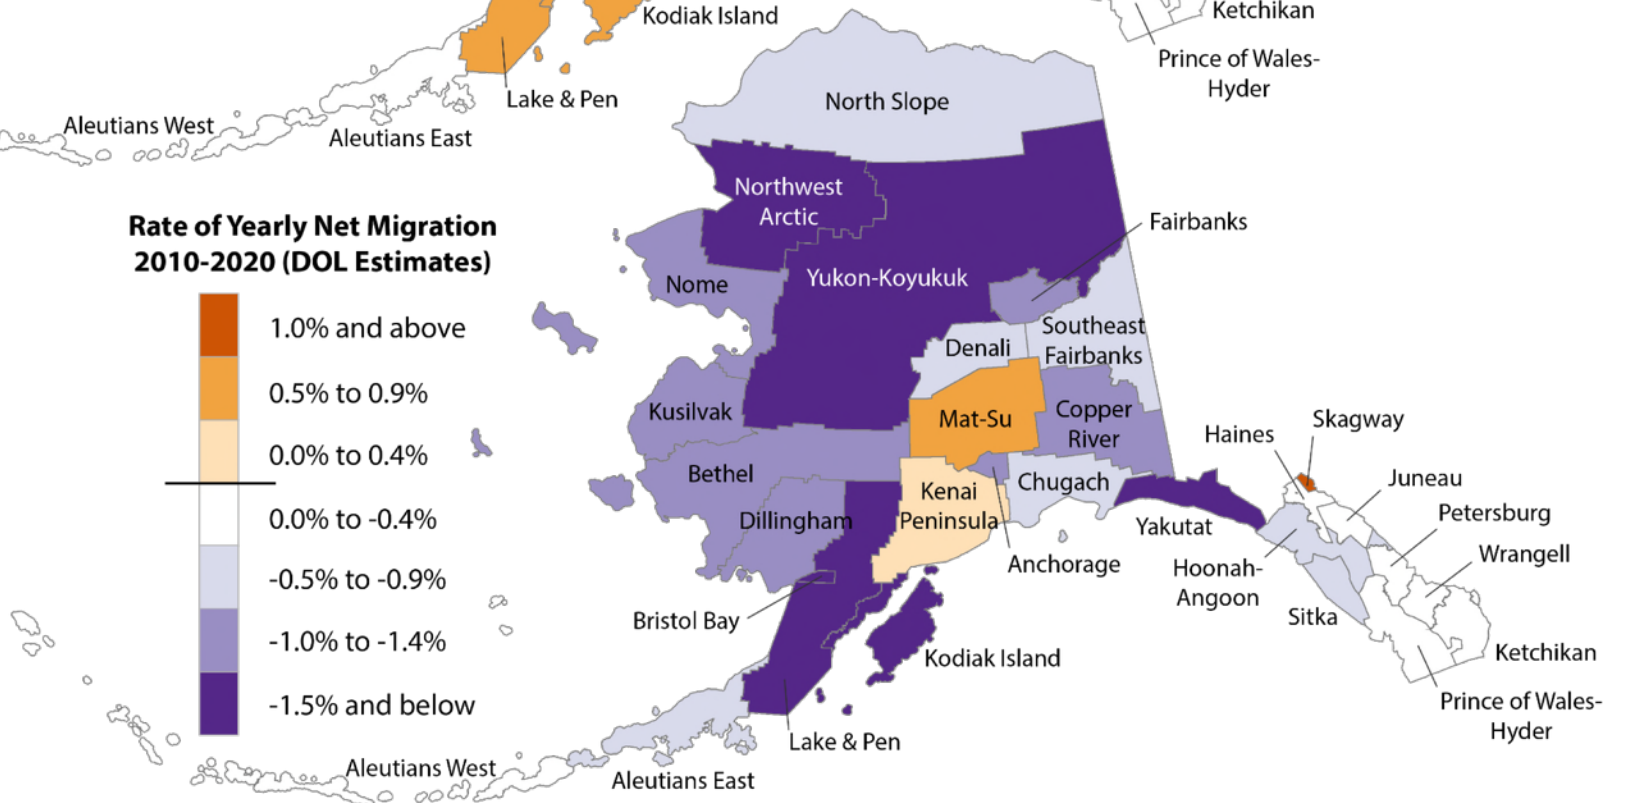 Kodiak Island
Ketchikan
Prince of Wales-
Hyder
Lake & Pen
Aleutians West
Aleutians East
North Slope
Northwest
Arctic
Rate of Yearly Net Migration
2010-2020 (DOL Estimates)
1.0% and above
0.5% to 0.9%
0.0% to 0.4%
0.0% to -0.4%
-0.5% to -0.9%
-1.0% to -1.4%
-1.5% and below
Fairbanks
Yukon-Koyukuk
Nome
Southeast
Fairbanks
Denali
Kusilvak
Mat-Su
Copper
River
Skagway
Haines
Bethel
Chugach
Juneau
Kenai
Peninsula
Dillingham
Petersburg
Yakutat
Wrangell
Anchorage
Hoonah-
Angoon
Sitka
Bristol Bay
Kodiak Island
Ketchikan
Prince of Wales-
Hyder
Lake & Pen
Aleutians West
Aleutians East